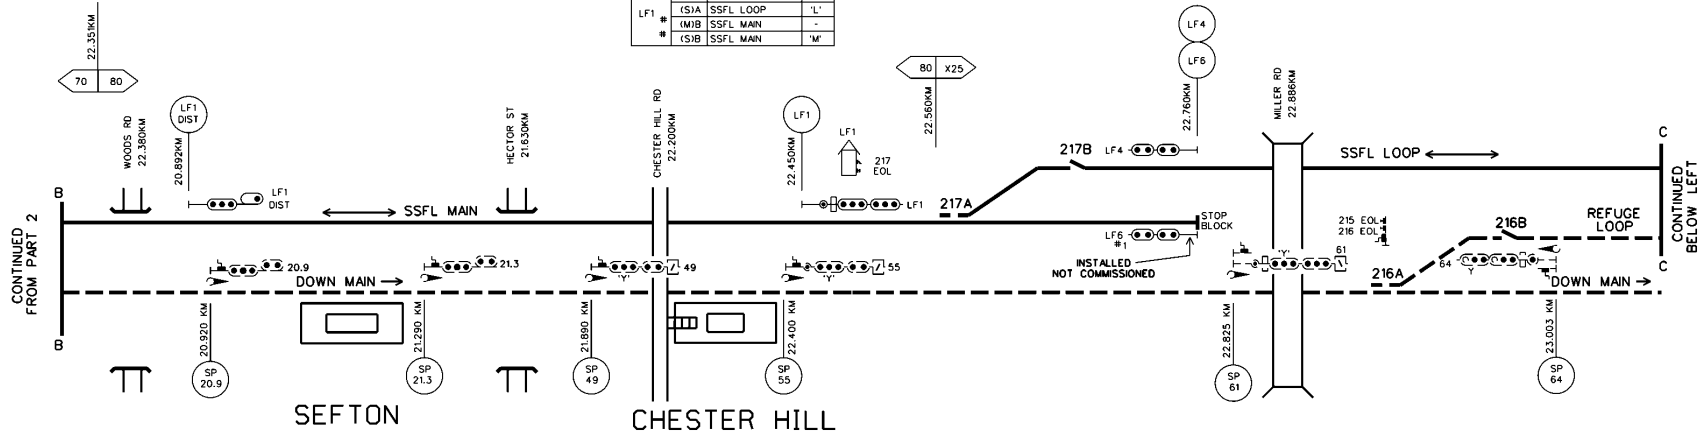 LF1
#
#
(S)A SSFL LOOP 'L'
(M)B SSFL MAIN -
(S)B SSFL MAIN 'M'
22.351KM
70 80
WOODS RD
22.380KM
LF1
DIST
20.892KM
HECTOR ST
21.630KM
CHESTER HILL RD
22.200KM
LF1
22.450KM
LF1
217
EOL
80 X25
22.560KM
LF4
LF6
22.760KM
MILLER RD
22.886KM
217B
LF4
SSFL LOOP
C
CONTINUED
BELOW LEFT
C
B
CONTINUED
FROM PART 2
B
LF1
DIST
SSFL MAIN
LF1
217A
STOP
BLOCK
LF6
#1
INSTALLED
NOT COMMISSIONED
215 EOL
216 EOL
216B
REFUGE
LOOP
20.9
DOWN MAIN
21.3
'Y'
49
'Y'
55
'Y'
61
216A
64
Y
DOWN MAIN
20.920 KM
SP
20.9
21.290 KM
SP
21.3
21.890 KM
SP
49
22.400 KM
SP
55
22.825 KM
SP
61
23.003 KM
SP
64
SEFTON
CHESTER HILL